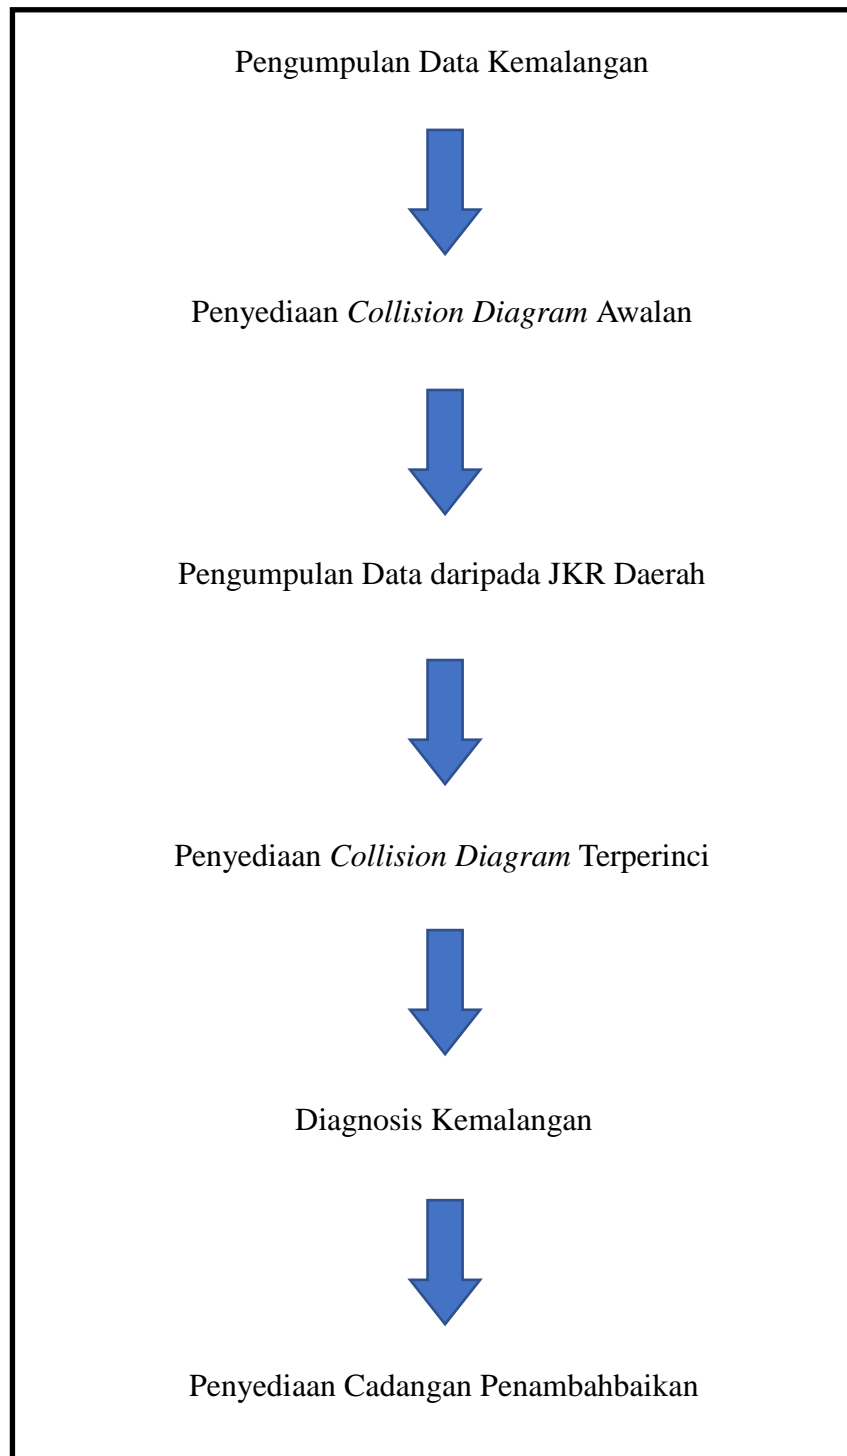 Pengumpulan Data Kemalangan
Penyediaan Collision Diagram Awalan
Pengumpulan Data daripada JKR Daerah
Penyediaan Collision Diagram Terperinci
Diagnosis Kemalangan
Penyediaan Cadangan Penambahbaikan